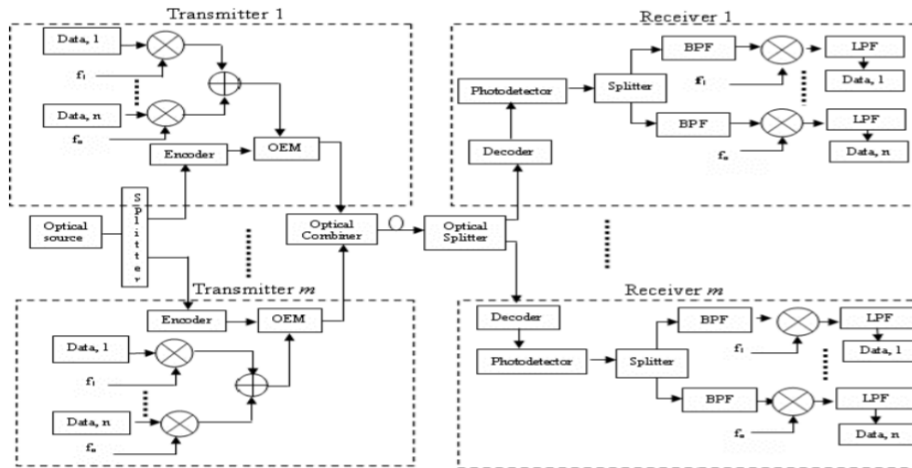 Transmitter 1
Data, 1
f₁
Data, n
fₙ
Encoder
OEM
Optical source
Splitter
Optical Combiner
Optical Splitter
Receiver 1
Decoder
Photodetector
Splitter
BPF
f₁
LPF
Data, 1
BPF
fₙ
LPF
Data, n
Transmitter m
Encoder
OEM
Data, 1
f₁
Data, n
fₙ
Receiver m
Decoder
Photodetector
Splitter
BPF
f₁
LPF
Data, 1
BPF
fₙ
LPF
Data, n